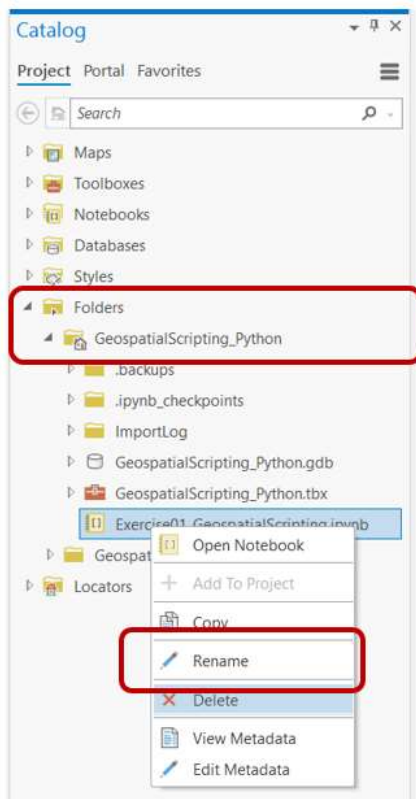 Catalog
Project Portal Favorites
Search
Maps
Toolboxes
Notebooks
Databases
Styles
Folders
GeospatialScripting_Python
.backups
.ipynb_checkpoints
ImportLog
GeospatialScripting_Python.gdb
GeospatialScripting_Python.tbx
Exercise01_GeospatialScripting.ipynb
Geospat
Locators
Open Notebook
Add To Project
Copy
Rename
Delete
View Metadata
Edit Metadata